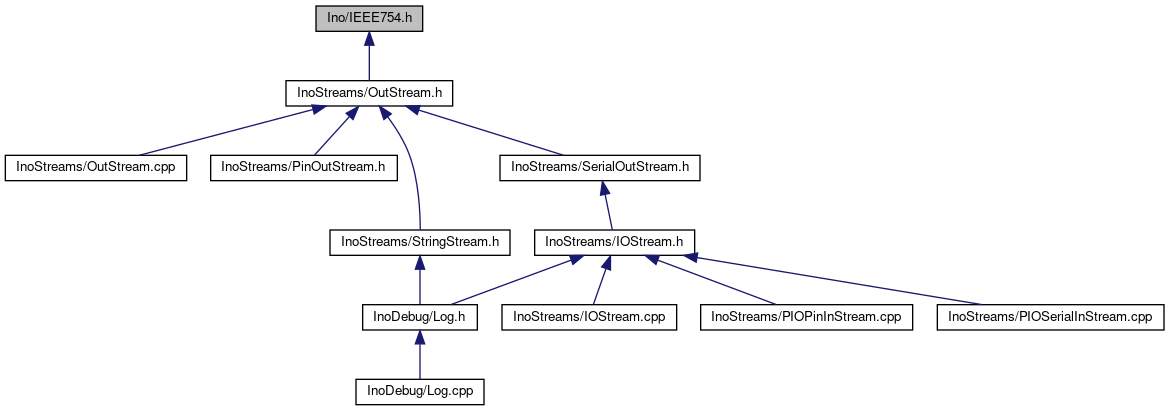 Ino/IEEE754.h
InoStreams/OutStream.h
InoStreams/OutStream.cpp
InoStreams/PinOutStream.h
InoStreams/SerialOutStream.h
InoStreams/StringStream.h
InoStreams/IOStream.h
InoDebug/Log.h
InoStreams/IOStream.cpp
InoStreams/PIOPinInStream.cpp
InoStreams/PIOSerialInStream.cpp
InoDebug/Log.cpp